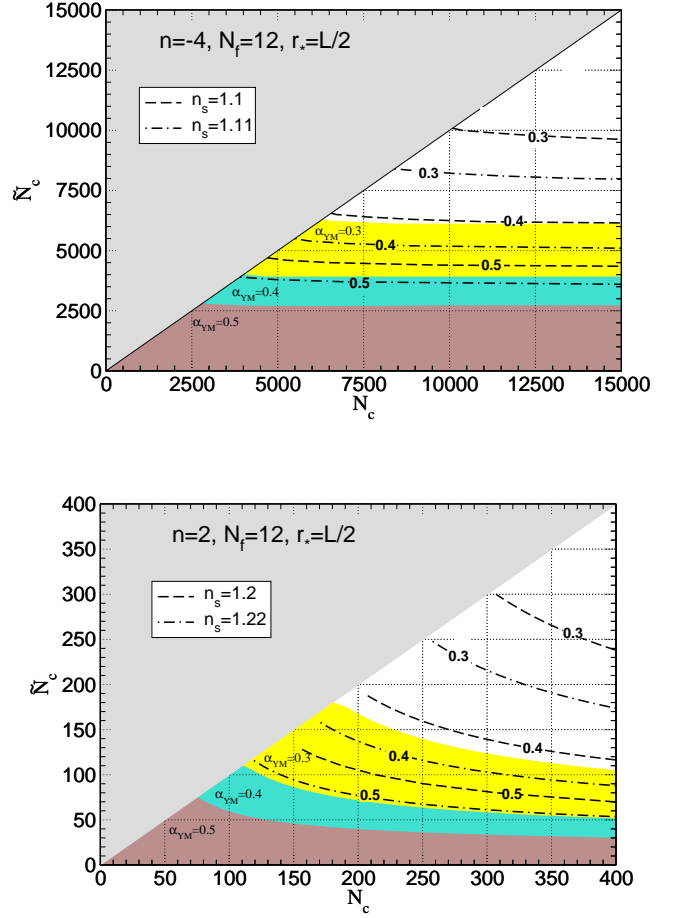 n=-4, N_f=12, r_*=L/2
n_s=1.1
n_s=1.11
15000
12500
10000
7500
5000
2500
0
Ñ_c
0.3
0.3
0.4
α_YM=0.3
0.4
0.5
0.5
α_YM=0.4
α_YM=0.5
0 2500 5000 7500 10000 12500 15000
N_c
n=2, N_f=12, r_*=L/2
n_s=1.2
n_s=1.22
400
350
300
250
200
150
100
50
0
Ñ_c
0.3
0.3
0.4
0.4
α_YM=0.3
0.5
0.5
α_YM=0.4
α_YM=0.5
0 50 100 150 200 250 300 350 400
N_c